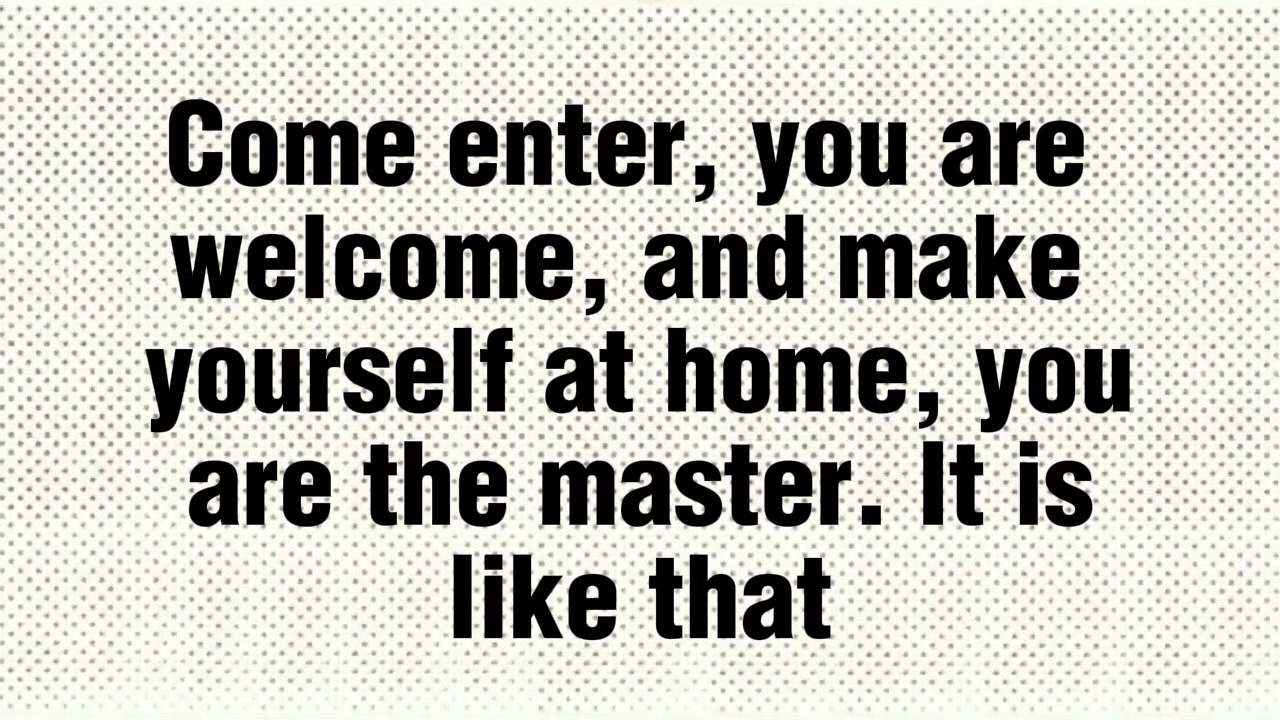 Come enter, you are
welcome, and make
yourself at home, you
are the master. It is
like that